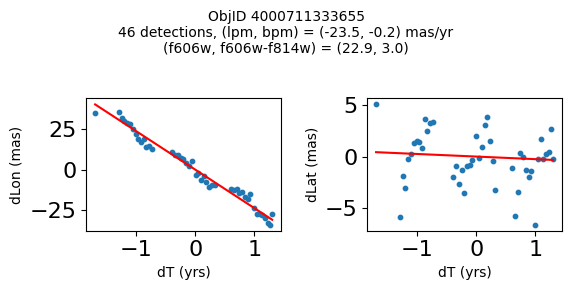 ObjID 4000711333655
46 detections, (lpm, bpm) = (-23.5, -0.2) mas/yr
(f606w, f606w-f814w) = (22.9, 3.0)
dLon (mas)
25
0
−25
−1
0
1
dT (yrs)
dLat (mas)
5
0
−5
−1
0
1
dT (yrs)